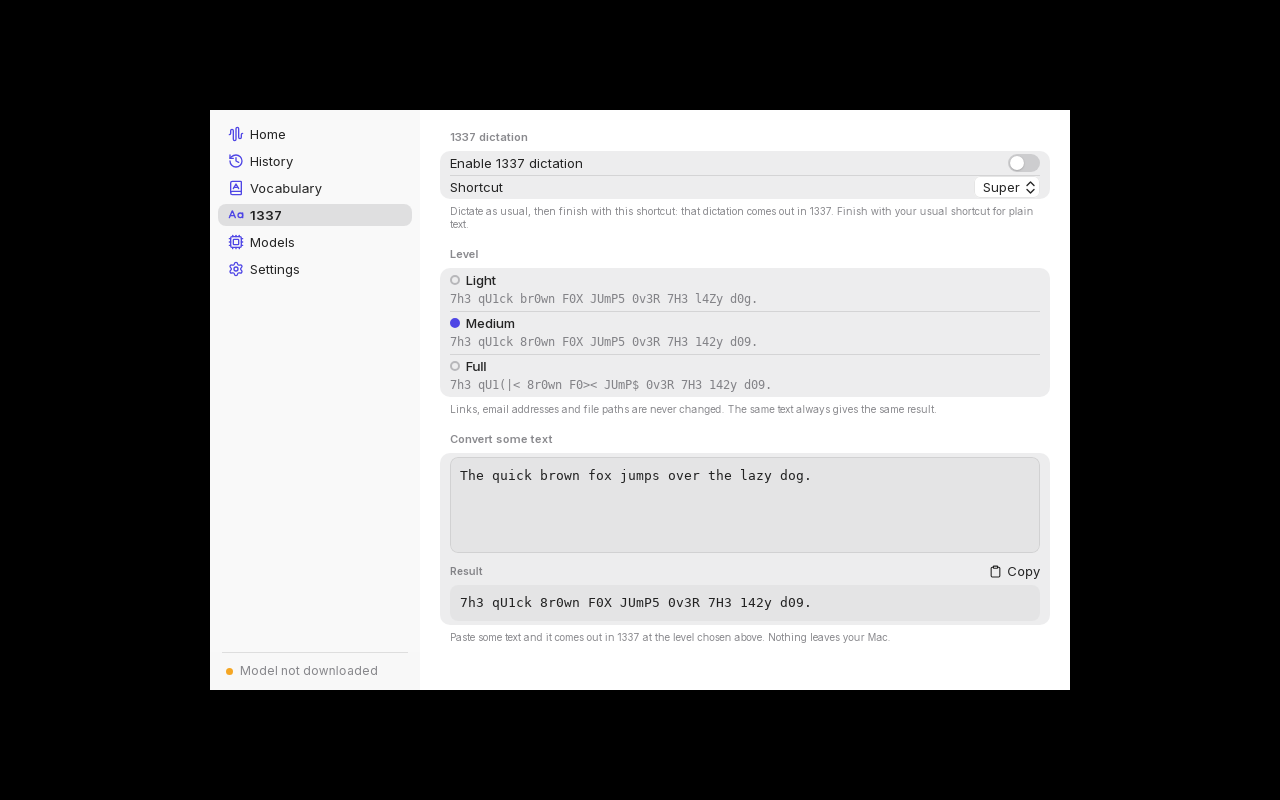 Home
History
Vocabulary
1337
Models
Settings
Model not downloaded
1337 dictation
Enable 1337 dictation
Shortcut
Super
Dictate as usual, then finish with this shortcut: that dictation comes out in 1337. Finish with your usual shortcut for plain
text.
Level
Light
7h3 qU1ck br0wn F0X JUmP5 0v3R 7H3 l4Zy d0g.
Medium
7h3 qU1ck 8r0wn F0X JUmP5 0v3R 7H3 142y d09.
Full
7h3 qU1(|< 8r0wn F0>< JUmP$ 0v3R 7H3 142y d09.
Links, email addresses and file paths are never changed. The same text always gives the same result.
Convert some text
The quick brown fox jumps over the lazy dog.
Result
Copy
7h3 qU1ck 8r0wn F0X JUmP5 0v3R 7H3 142y d09.
Paste some text and it comes out in 1337 at the level chosen above. Nothing leaves your Mac.